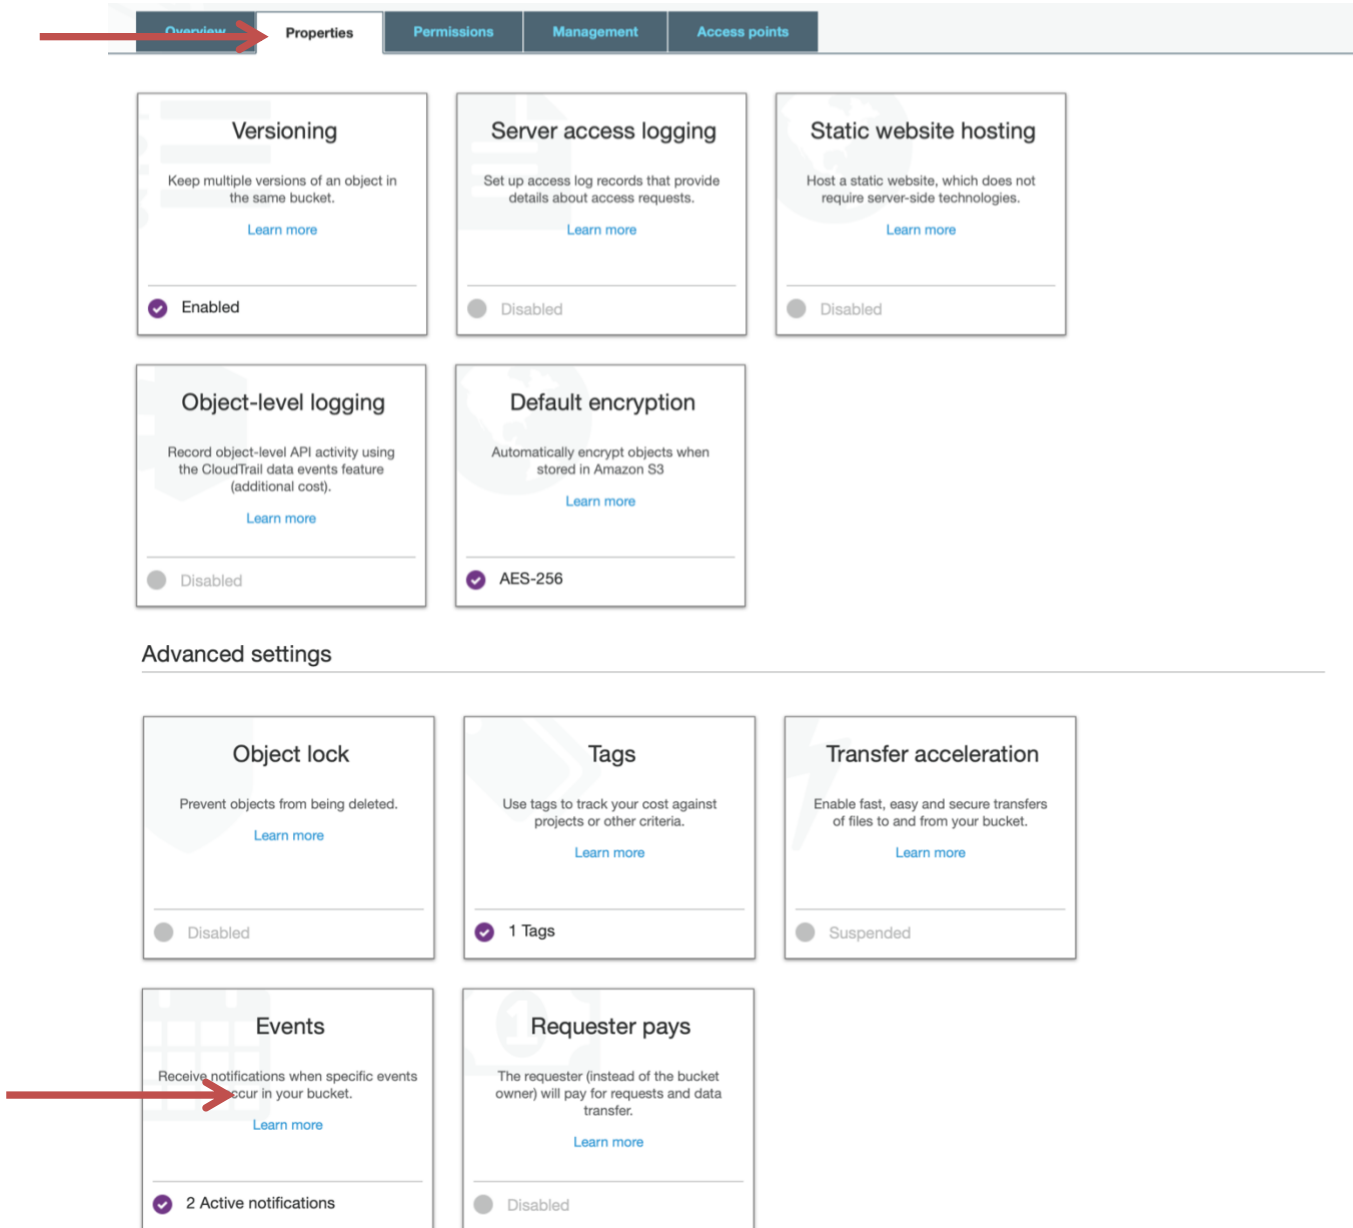 Overview Properties Permissions Management Access points
Versioning
Keep multiple versions of an object in
the same bucket.
Learn more
Enabled
Server access logging
Set up access log records that provide
details about access requests.
Learn more
Disabled
Static website hosting
Host a static website, which does not
require server-side technologies.
Learn more
Disabled
Object-level logging
Record object-level API activity using
the CloudTrail data events feature
(additional cost).
Learn more
Disabled
Default encryption
Automatically encrypt objects when
stored in Amazon S3
Learn more
AES-256
Advanced settings
Object lock
Prevent objects from being deleted.
Learn more
Disabled
Tags
Use tags to track your cost against
projects or other criteria.
Learn more
1 Tags
Transfer acceleration
Enable fast, easy and secure transfers
of files to and from your bucket.
Learn more
Suspended
Events
Receive notifications when specific events
occur in your bucket.
Learn more
2 Active notifications
Requester pays
The requester (instead of the bucket
owner) will pay for requests and data
transfer.
Learn more
Disabled